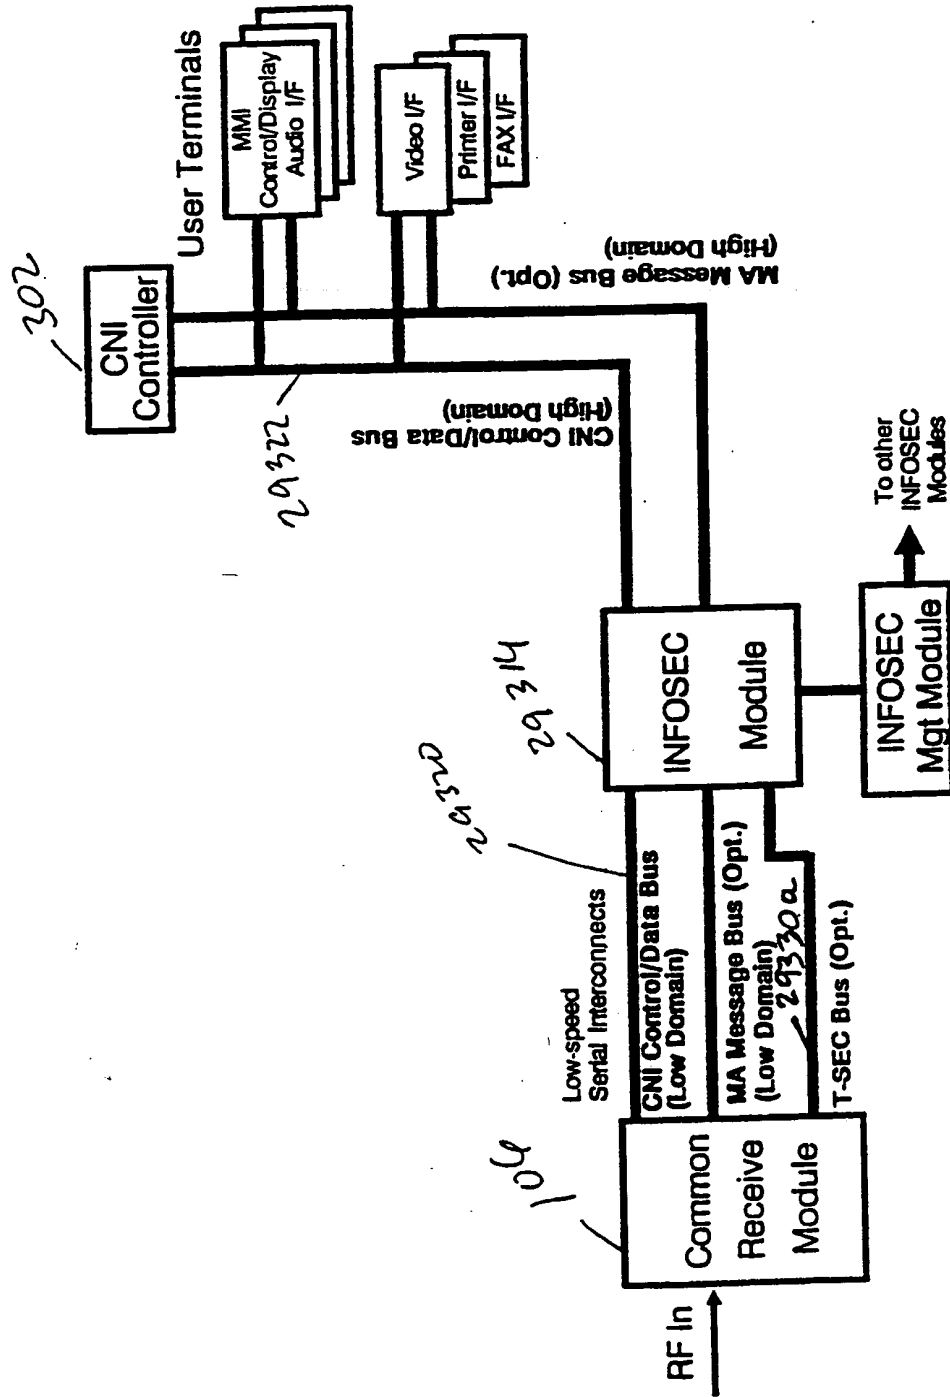 302
CNI
Controller
User Terminals
MMI
Control/Display
Audio I/F
Video I/F
Printer I/F
FAX I/F
29322
CNI Control/Data Bus
(High Domain)
MA Message Bus (Opt.)
(High Domain)
29320
29314
INFOSEC
Module
INFOSEC
Mgt Module
To other
INFOSEC
Modules
Low-speed
Serial Interconnects
CNI Control/Data Bus
(Low Domain)
MA Message Bus (Opt.)
(Low Domain)
29330a
T-SEC Bus (Opt.)
104
Common
Receive
Module
RF In